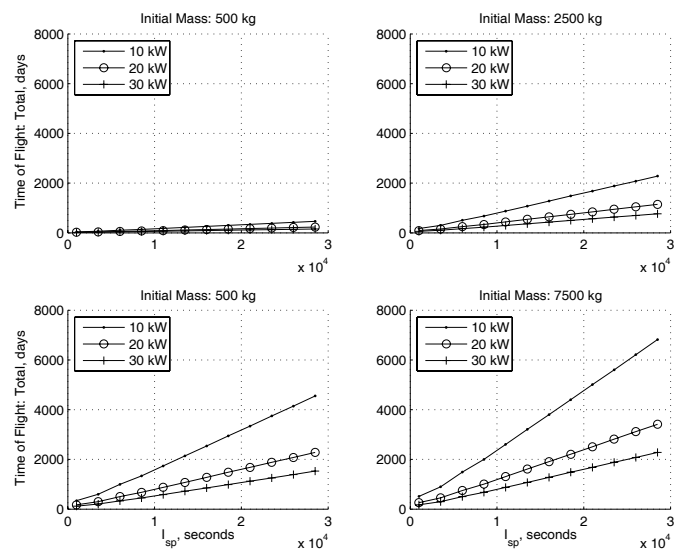 Initial Mass: 500 kg
8000
6000
4000
2000
0
Time of Flight: Total, days
10 kW
20 kW
30 kW
0 1 2 3
x 10^4
Initial Mass: 2500 kg
8000
6000
4000
2000
0
10 kW
20 kW
30 kW
0 1 2 3
x 10^4
Initial Mass: 500 kg
8000
6000
4000
2000
0
Time of Flight: Total, days
10 kW
20 kW
30 kW
0 1 2 3
I_sp, seconds
x 10^4
Initial Mass: 7500 kg
8000
6000
4000
2000
0
10 kW
20 kW
30 kW
0 1 2 3
I_sp, seconds
x 10^4